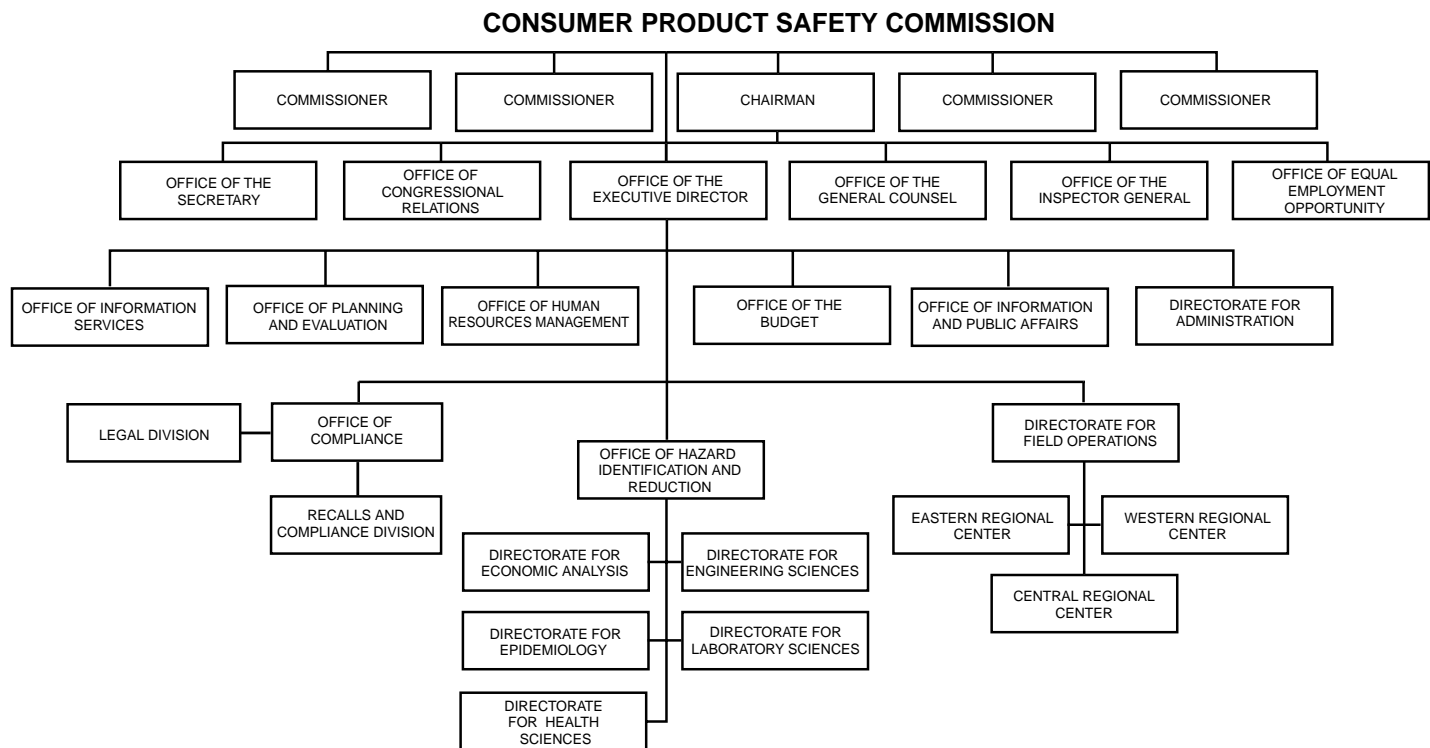 CONSUMER PRODUCT SAFETY COMMISSION
COMMISSIONER
COMMISSIONER
CHAIRMAN
COMMISSIONER
COMMISSIONER
OFFICE OF THE
SECRETARY
OFFICE OF
CONGRESSIONAL
RELATIONS
OFFICE OF THE
EXECUTIVE DIRECTOR
OFFICE OF THE
GENERAL COUNSEL
OFFICE OF THE
INSPECTOR GENERAL
OFFICE OF EQUAL
EMPLOYMENT
OPPORTUNITY
OFFICE OF INFORMATION
SERVICES
OFFICE OF PLANNING
AND EVALUATION
OFFICE OF HUMAN
RESOURCES MANAGEMENT
OFFICE OF THE
BUDGET
OFFICE OF INFORMATION
AND PUBLIC AFFAIRS
DIRECTORATE FOR
ADMINISTRATION
LEGAL DIVISION
OFFICE OF
COMPLIANCE
DIRECTORATE FOR
FIELD OPERATIONS
OFFICE OF HAZARD
IDENTIFICATION AND
REDUCTION
RECALLS AND
COMPLIANCE DIVISION
EASTERN REGIONAL
CENTER
WESTERN REGIONAL
CENTER
DIRECTORATE FOR
ECONOMIC ANALYSIS
DIRECTORATE FOR
ENGINEERING SCIENCES
CENTRAL REGIONAL
CENTER
DIRECTORATE FOR
EPIDEMIOLOGY
DIRECTORATE FOR
LABORATORY SCIENCES
DIRECTORATE
FOR HEALTH
SCIENCES